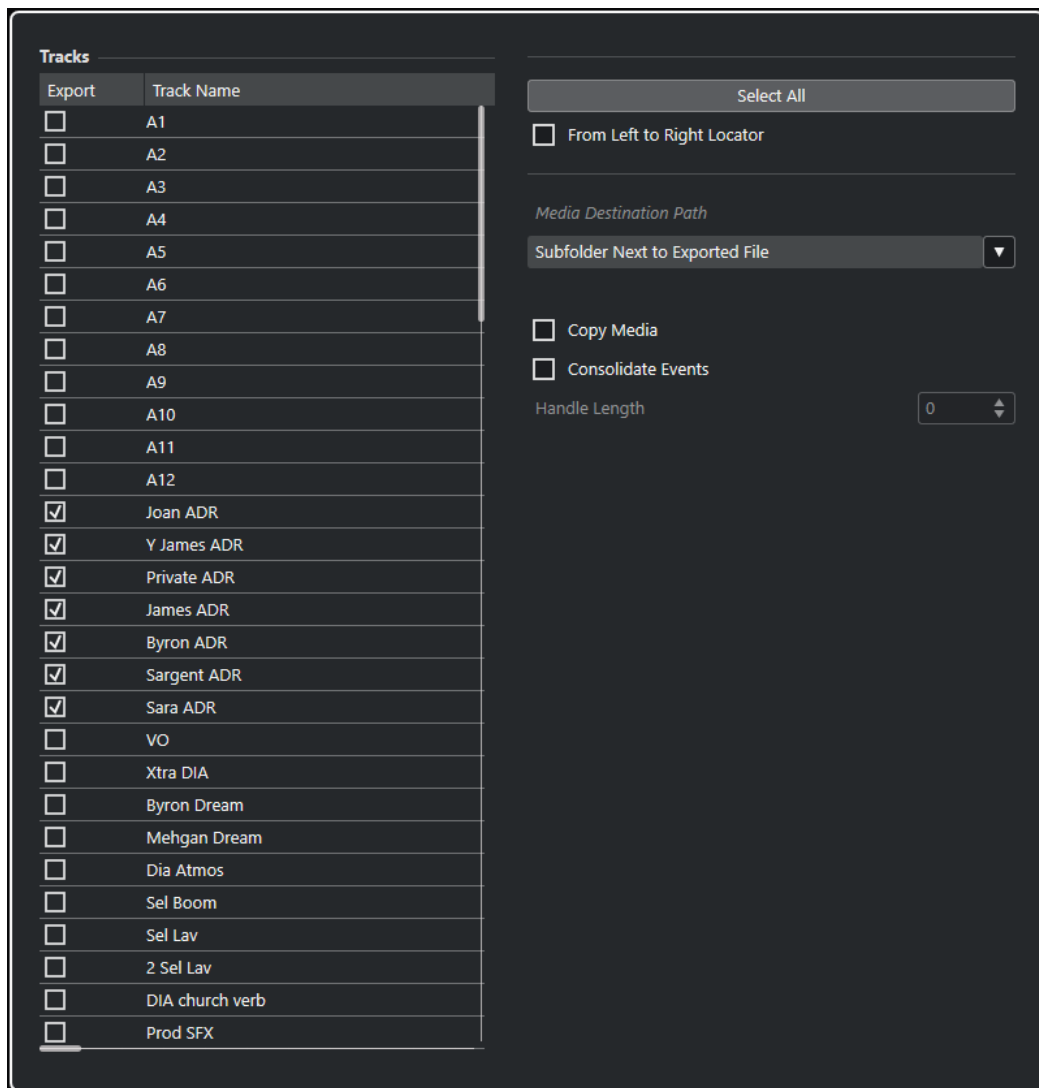 Tracks
Export Track Name
A1
A2
A3
A4
A5
A6
A7
A8
A9
A10
A11
A12
Joan ADR
Y James ADR
Private ADR
James ADR
Byron ADR
Sargent ADR
Sara ADR
VO
Xtra DIA
Byron Dream
Mehgan Dream
Dia Atmos
Sel Boom
Sel Lav
2 Sel Lav
DIA church verb
Prod SFX
Select All
From Left to Right Locator
Media Destination Path
Subfolder Next to Exported File
Copy Media
Consolidate Events
Handle Length 0